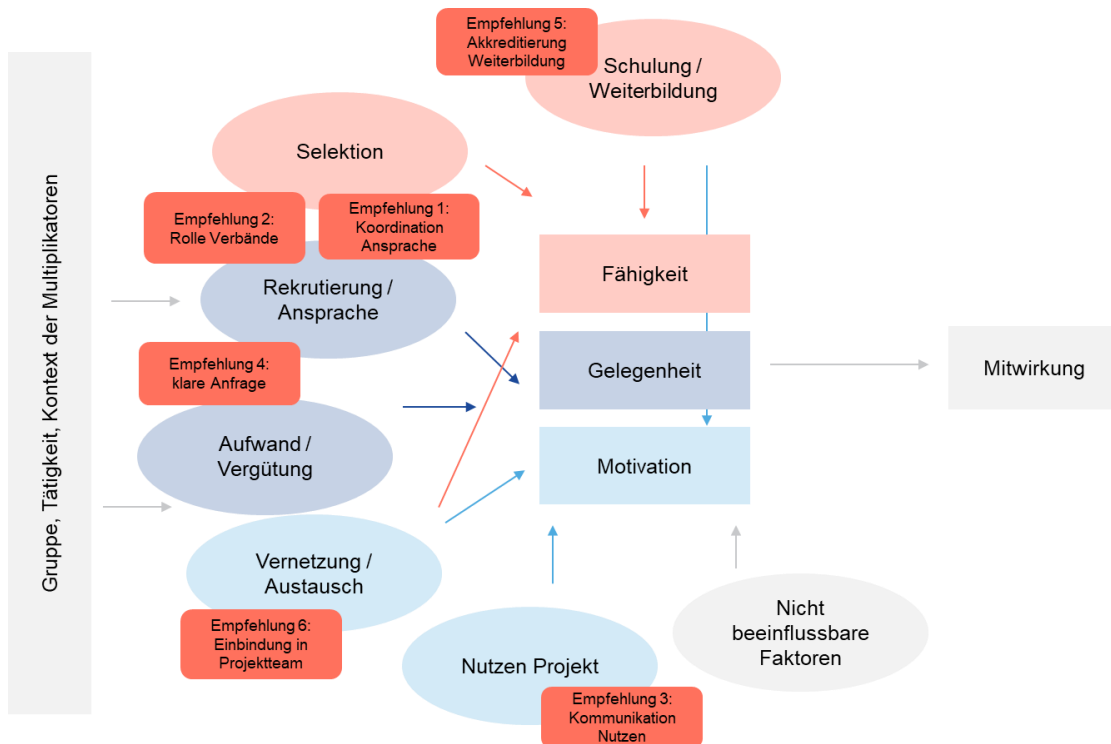 Gruppe, Tätigkeit, Kontext der Multiplikatoren
Empfehlung 5:
Akkreditierung
Weiterbildung
Schulung /
Weiterbildung
Selektion
Empfehlung 2:
Rolle Verbände
Empfehlung 1:
Koordination
Ansprache
Rekrutierung /
Ansprache
Fähigkeit
Empfehlung 4:
klare Anfrage
Gelegenheit
Mitwirkung
Aufwand /
Vergütung
Motivation
Vernetzung /
Austausch
Empfehlung 6:
Einbindung in
Projektteam
Nutzen Projekt
Empfehlung 3:
Kommunikation
Nutzen
Nicht
beeinflussbare
Faktoren